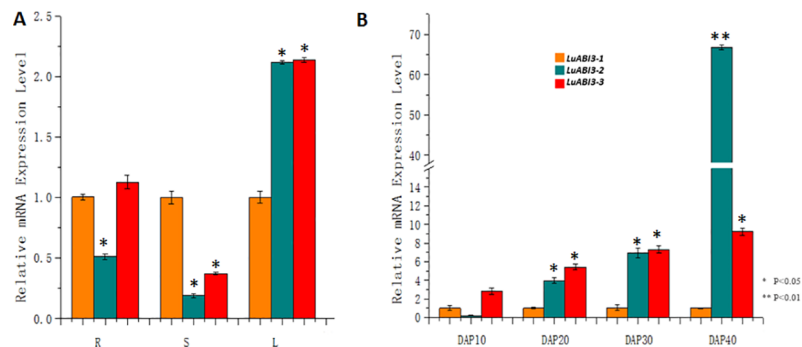 A
Relative mRNA Expression Level
2.5
2.0
1.5
1.0
0.5
0.0
* 
* *
* *
R S L
B
Relative mRNA Expression Level
70
60
50
40
14
12
10
8
6
4
2
0
LuABI3-1
LuABI3-2
LuABI3-3
* *
* *
**
*
DAP10 DAP20 DAP30 DAP40
* P<0.05
** P<0.01